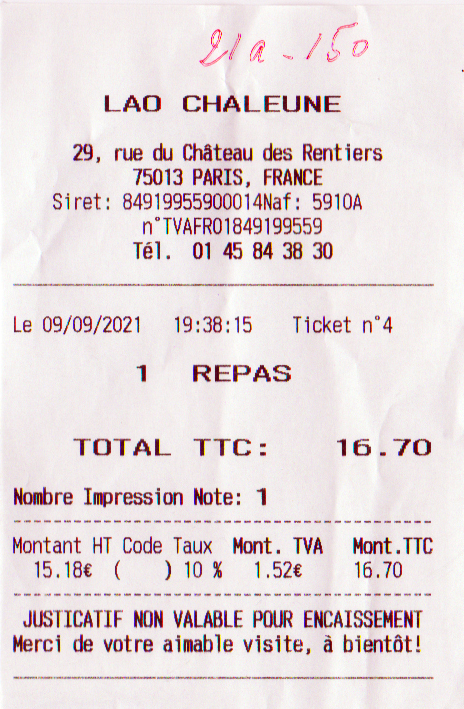 21a - 150
LAO CHALEUNE
29, rue du Château des Rentiers
75013 PARIS, FRANCE
Siret: 84919955900014Naf: 5910A
n°TVAFR01849199559
Tél. 01 45 84 38 30
Le 09/09/2021 19:38:15 Ticket n°4
1 REPAS
TOTAL TTC: 16.70
Nombre Impression Note: 1
Montant HT Code Taux Mont. TVA Mont.TTC
15.18€ ( ) 10 % 1.52€ 16.70
JUSTICATIF NON VALABLE POUR ENCAISSEMENT
Merci de votre aimable visite, à bientôt!